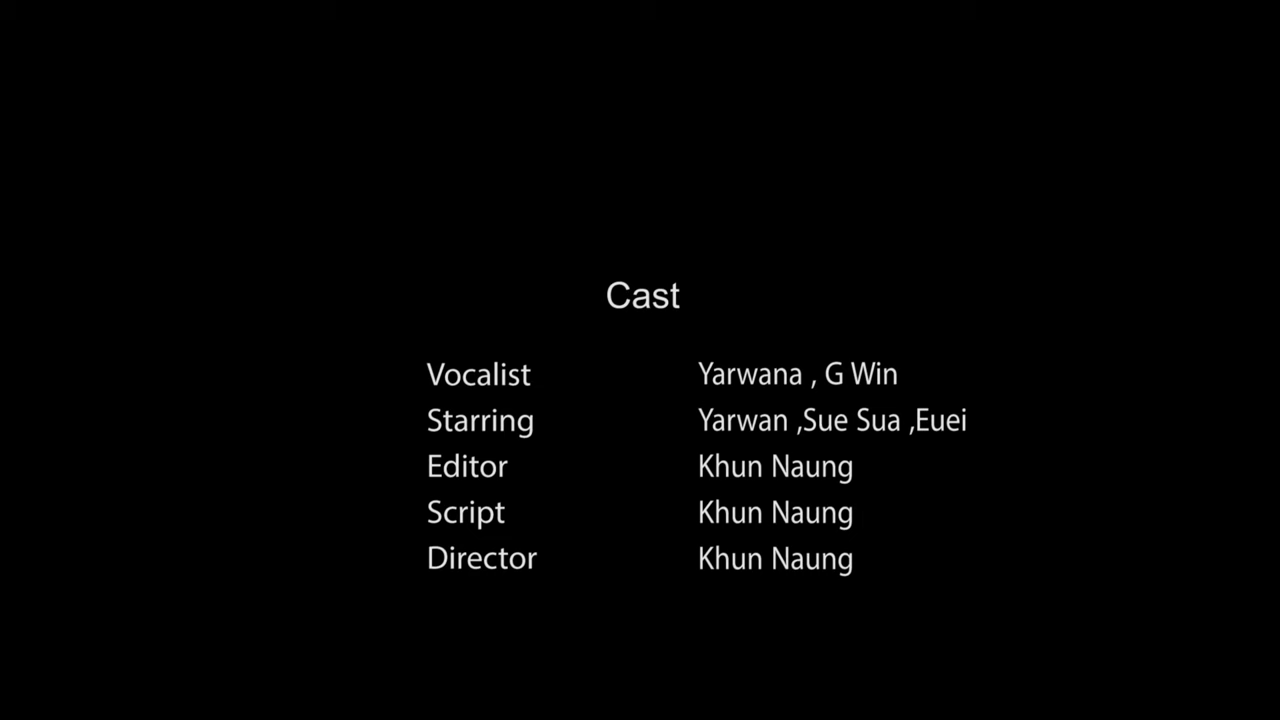 Cast
Vocalist Yarwana , G Win
Starring Yarwan ,Sue Sua ,Euei
Editor Khun Naung
Script Khun Naung
Director Khun Naung